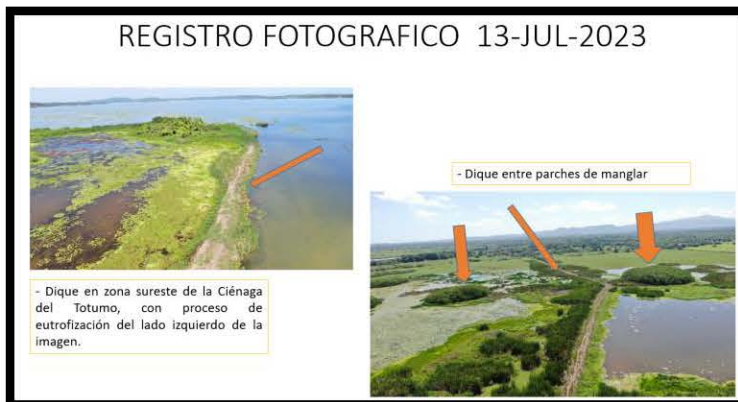 REGISTRO FOTOGRAFICO 13-JUL-2023
- Dique entre parches de manglar
- Dique en zona sureste de la Ciénaga
del Totumo, con proceso de
eutrofización del lado izquierdo de la
imagen.